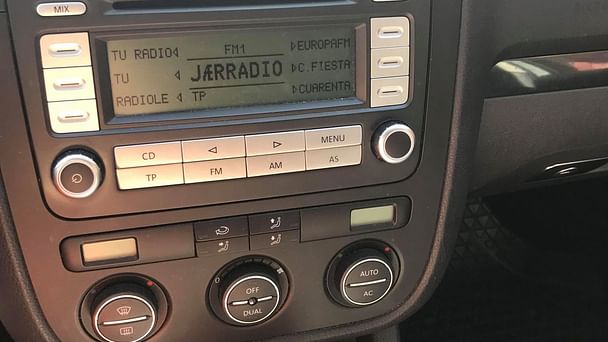 MIX
TU RADIO FM1 EUROPAFM
TU JÆRRADIO C.FIESTA
RADIOLE TP CUARENTA
CD MENU
TP FM AM AS
OFF
DUAL
AUTO
AC